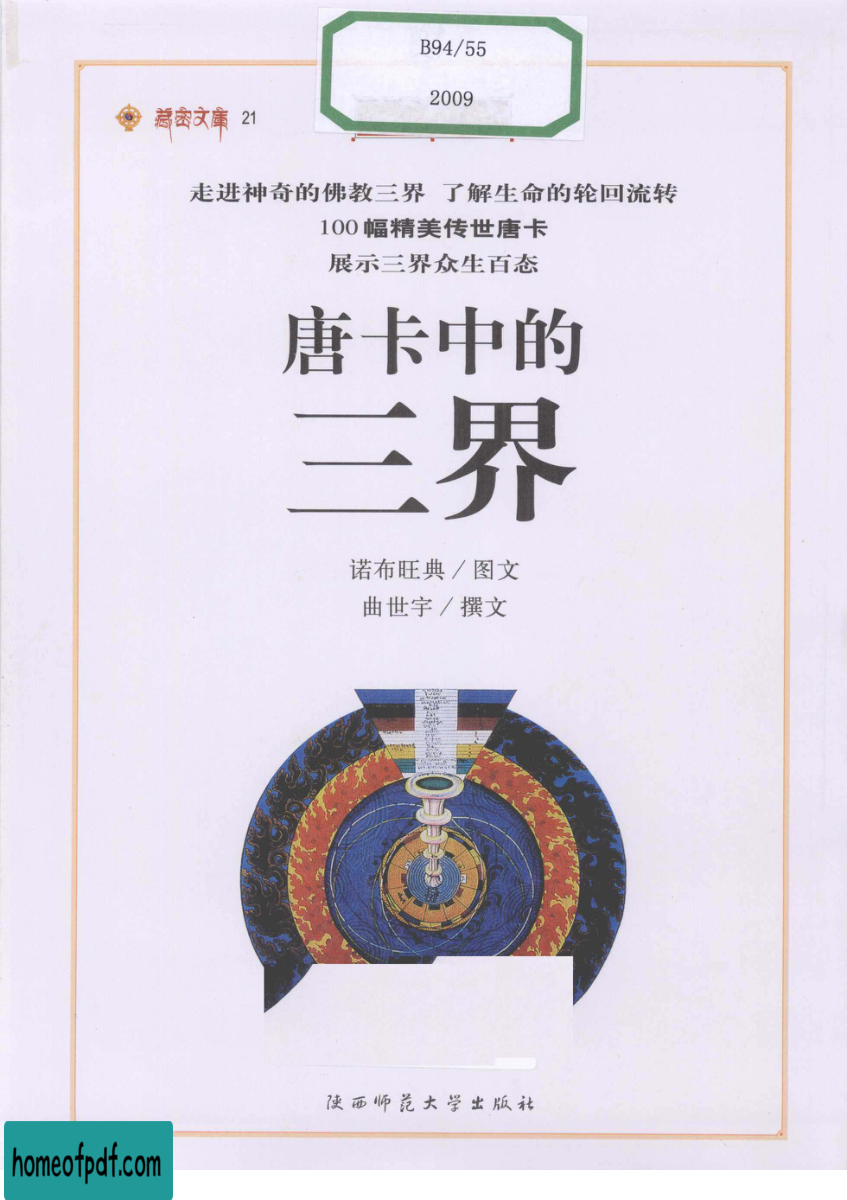 B94/55
2009
藏密文库 21
走进神奇的佛教三界 了解生命的轮回流转
100幅精美传世唐卡
展示三界众生百态
唐卡中的
三界
诺布旺典／图文
曲世宇／撰文
陕西师范大学出版社
homeofpdf.com